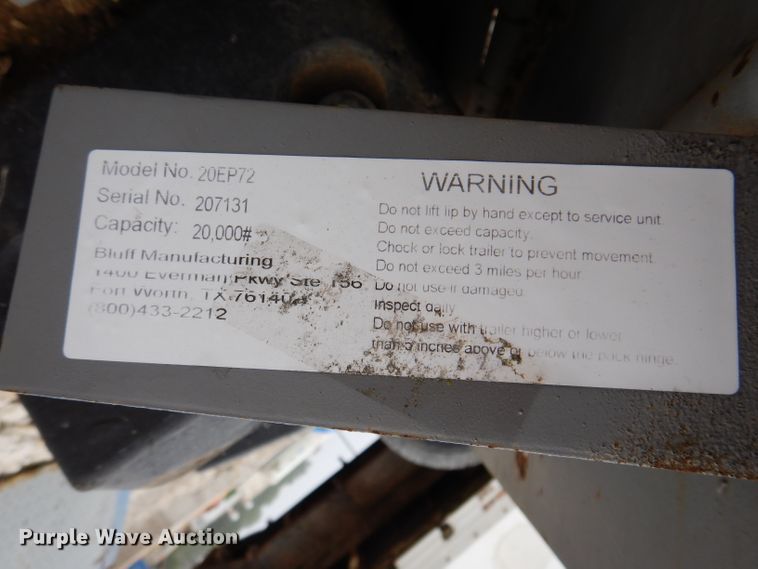 Model No. 20EP72
Serial No. 207131
Capacity: 20,000#
Bluff Manufacturing
1400 Everman Pkwy Ste 156
Fort Worth, TX 76140
(800)433-2212
WARNING
Do not lift lip by hand except to service unit.
Do not exceed capacity.
Chock or lock trailer to prevent movement.
Do not exceed 3 miles per hour.
Do not use if damaged.
Inspect daily.
Do not use with trailer higher or lower
than 5 inches above or below the back hinge.
Purple Wave Auction